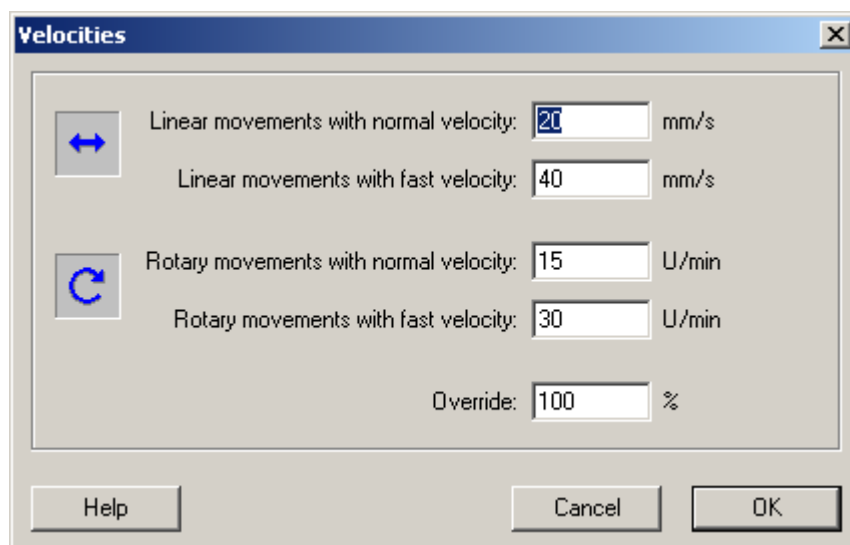 Velocities
Linear movements with normal velocity: 20 mm/s
Linear movements with fast velocity: 40 mm/s
Rotary movements with normal velocity: 15 U/min
Rotary movements with fast velocity: 30 U/min
Override: 100 %
Help Cancel OK